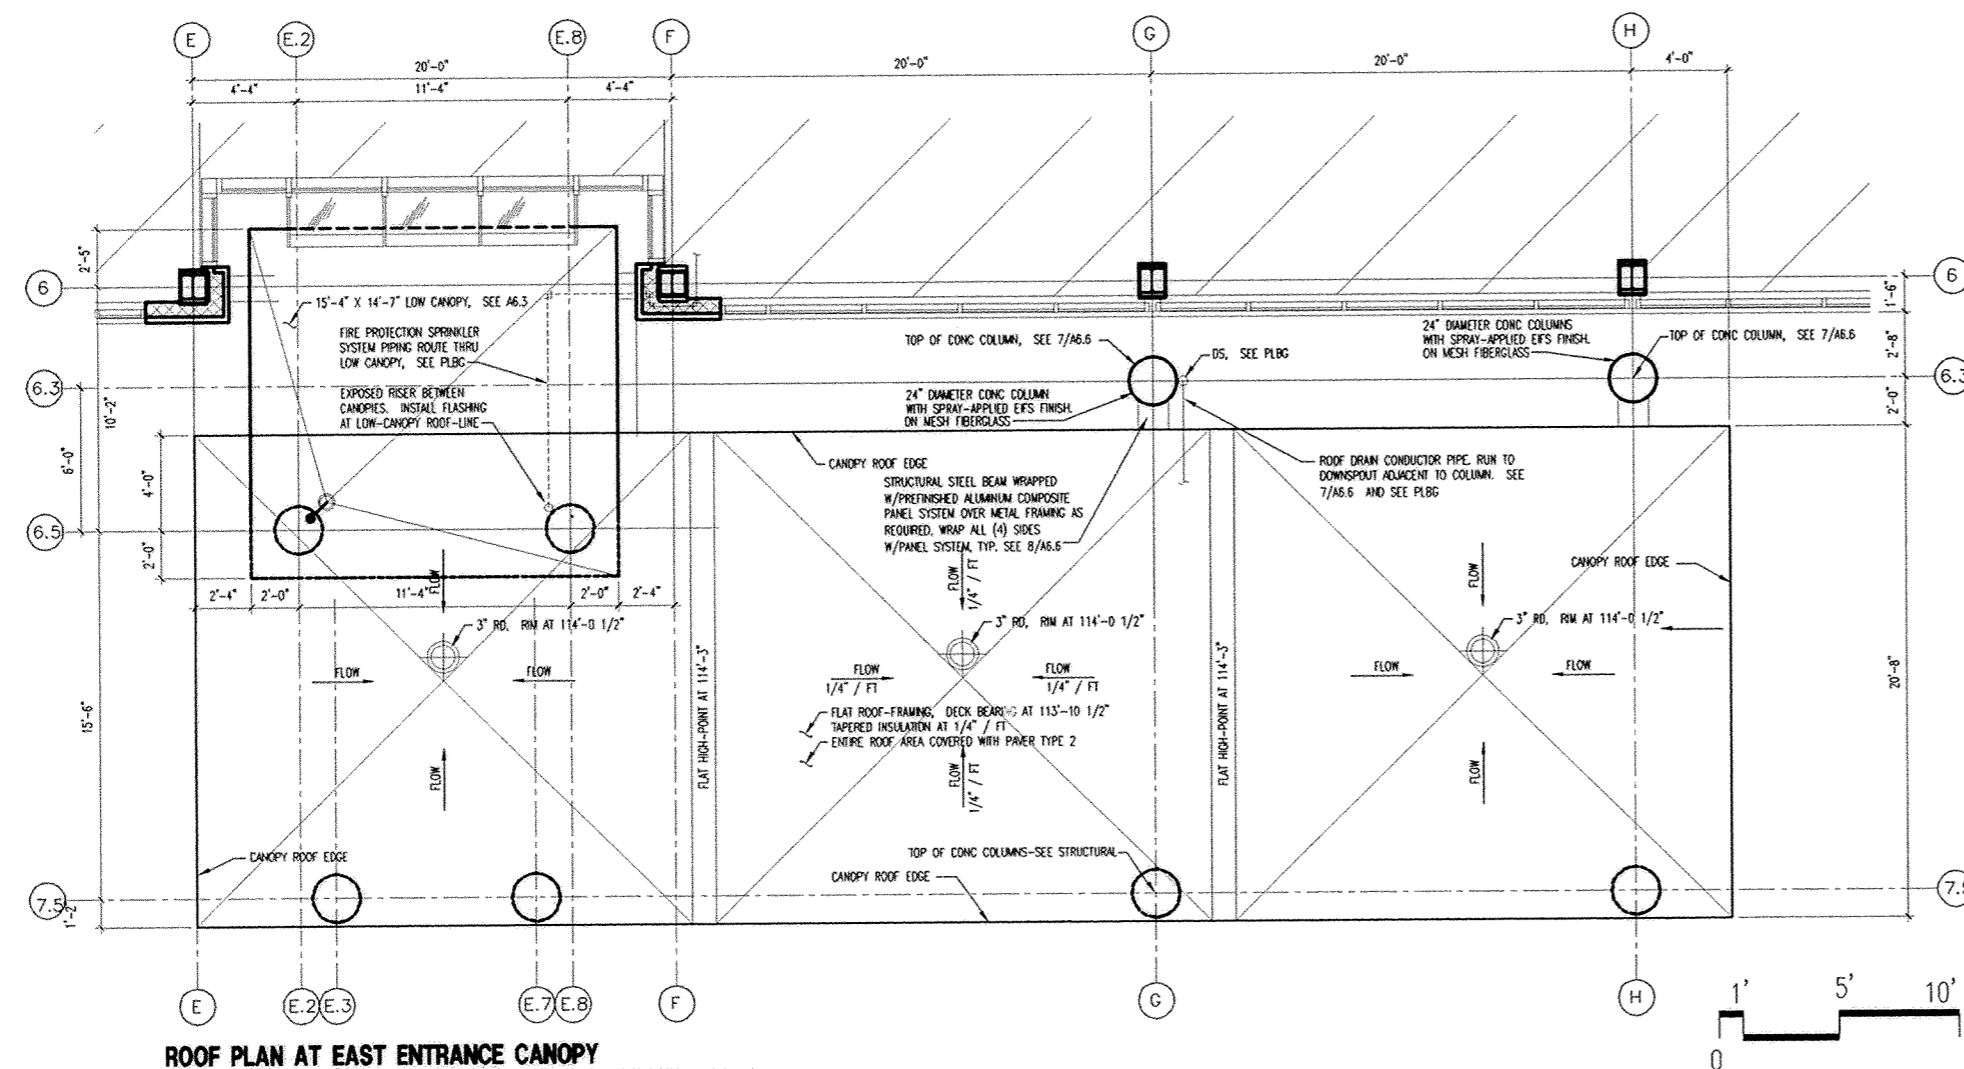 E E.2 E.8 F G H
20'-0" 20'-0" 20'-0" 4'-0"
4'-4" 11'-4" 4'-4"
2'-5"
6 6
1'-6"
15'-4" X 14'-7" LOW CANOPY, SEE A6.3
FIRE PROTECTION SPRINKLER
SYSTEM PIPING ROUTE THRU
LOW CANOPY, SEE PLBG
EXPOSED RISER BETWEEN
CANOPIES. INSTALL FLASHING
AT LOW-CANOPY ROOF-LINE
TOP OF CONC COLUMN, SEE 7/A6.6
DS, SEE PLBG
24" DIAMETER CONC COLUMNS
WITH SPRAY-APPLIED EIFS FINISH.
ON MESH FIBERGLASS
TOP OF CONC COLUMN, SEE 7/A6.6
2'-8"
6.3 6.3
10'-2"
24" DIAMETER CONC COLUMN
WITH SPRAY-APPLIED EIFS FINISH.
ON MESH FIBERGLASS
2'-0"
6'-0"
4'-0"
CANOPY ROOF EDGE
STRUCTURAL STEEL BEAM WRAPPED
W/PREFINISHED ALUMINUM COMPOSITE
PANEL SYSTEM OVER METAL FRAMING AS
REQUIRED, WRAP ALL (4) SIDES
W/PANEL SYSTEM, TYP. SEE 8/A6.6
ROOF DRAIN CONDUCTOR PIPE. RUN TO
DOWNSPOUT ADJACENT TO COLUMN. SEE
7/A6.6 AND SEE PLBG
6.5
2'-0"
CANOPY ROOF EDGE
FLOW
FLOW
1/4" / FT
FLOW
2'-4" 2'-0" 11'-4" 2'-0" 2'-4"
3" RD, RIM AT 114'-0 1/2"
3" RD, RIM AT 114'-0 1/2"
3" RD, RIM AT 114'-0 1/2"
FLOW FLOW
FLOW FLOW
1/4" / FT 1/4" / FT
FLOW FLOW
FLAT HIGH-POINT AT 114'-3"
FLAT HIGH-POINT AT 114'-3"
20'-8"
15'-6"
FLAT ROOF-FRAMING, DECK BEARING AT 113'-10 1/2"
TAPERED INSULATION AT 1/4" / FT
ENTIRE ROOF AREA COVERED WITH PAVER TYPE 2
FLOW
FLOW
1/4" / FT
FLOW
CANOPY ROOF EDGE
TOP OF CONC COLUMNS-SEE STRUCTURAL
CANOPY ROOF EDGE
7.5
1'-2"
E E.2 E.3 E.7 E.8 F G H
0 1' 5' 10'
ROOF PLAN AT EAST ENTRANCE CANOPY